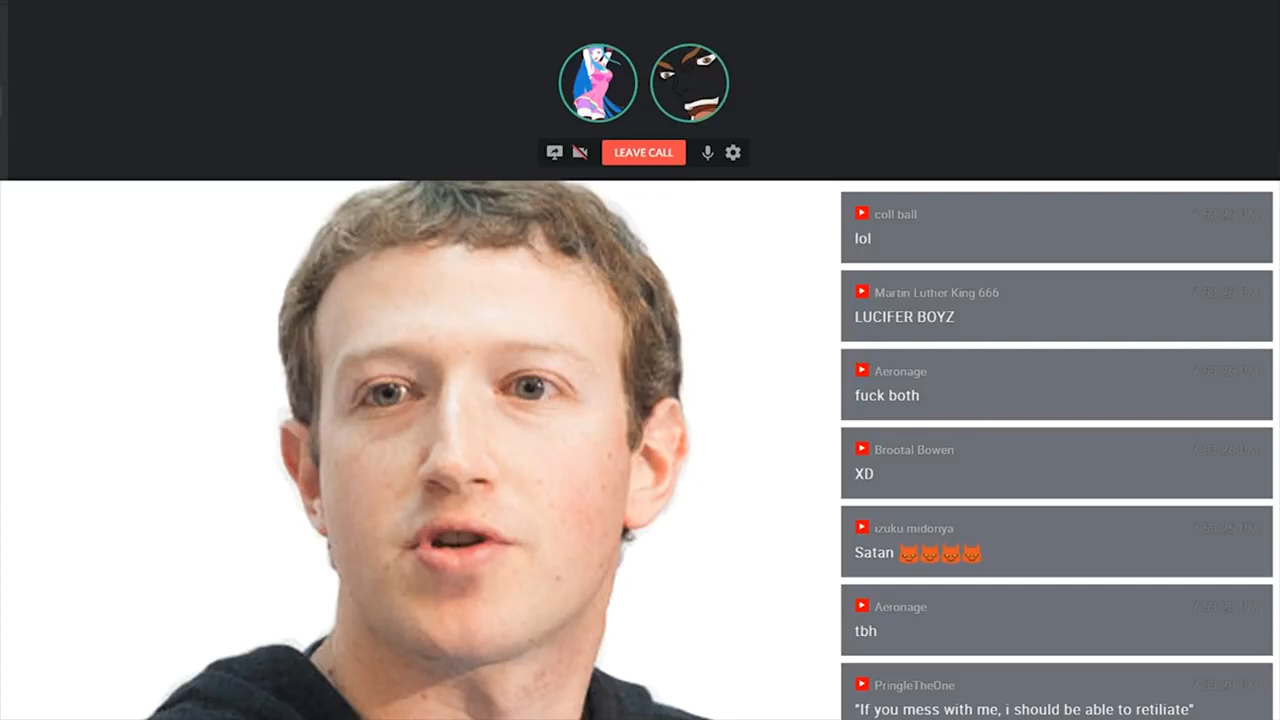 LEAVE CALL
coll ball
lol
Martin Luther King 666
LUCIFER BOYZ
Aeronage
fuck both
Brootal Bowen
XD
izuku midoriya
Satan 😈😈😈😈
Aeronage
tbh
PringleTheOne
"If you mess with me, i should be able to retiliate"